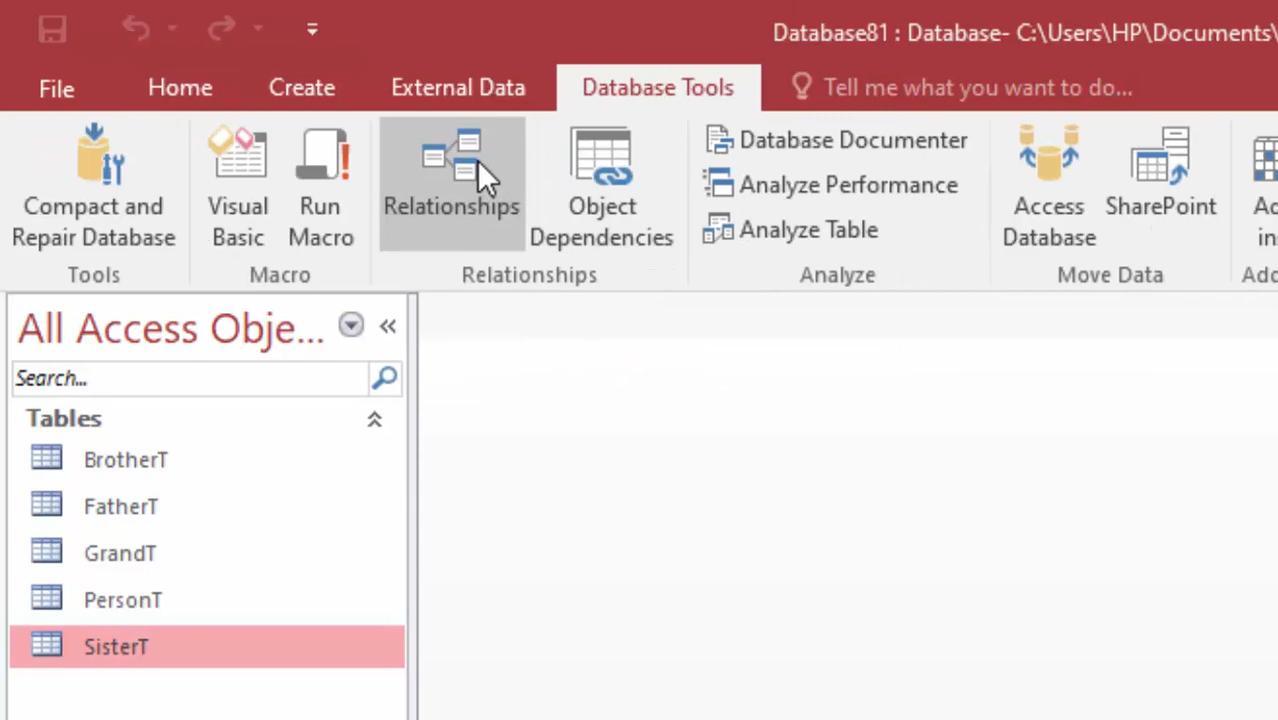 Database81 : Database- C:\Users\HP\Documents\
File Home Create External Data Database Tools Tell me what you want to do...
Compact and
Repair Database
Visual
Basic
Run
Macro
Relationships
Object
Dependencies
Database Documenter
Analyze Performance
Analyze Table
Access
Database
SharePoint
Tools Macro Relationships Analyze Move Data
All Access Obje...
Search...
Tables
BrotherT
FatherT
GrandT
PersonT
SisterT